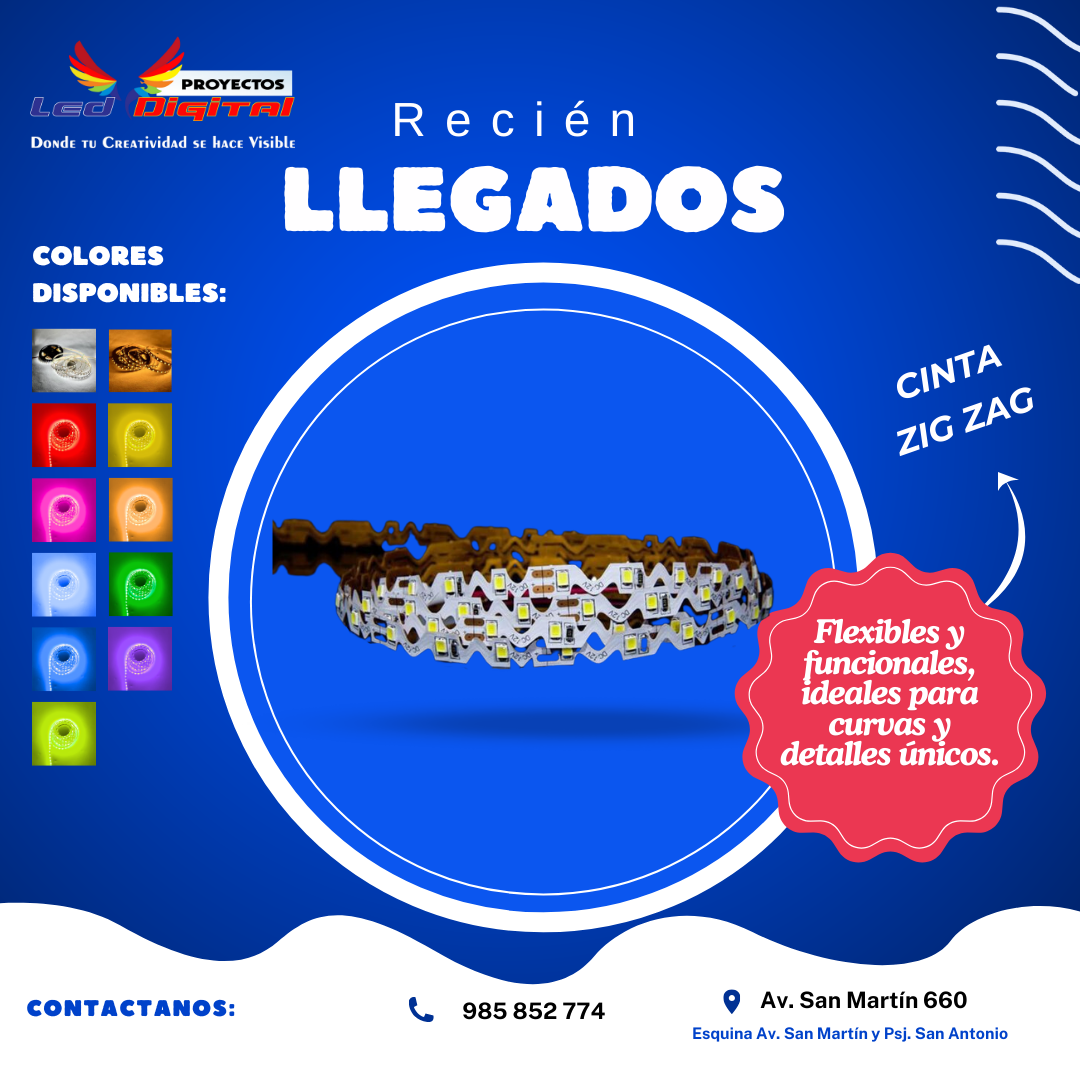 PROYECTOS
Led Digital
Donde tu Creatividad se hace Visible
Recién
LLEGADOS
COLORES
DISPONIBLES:
CINTA
ZIG ZAG
Flexibles y
funcionales,
ideales para
curvas y
detalles únicos.
CONTACTANOS:
985 852 774
Av. San Martín 660
Esquina Av. San Martín y Psj. San Antonio